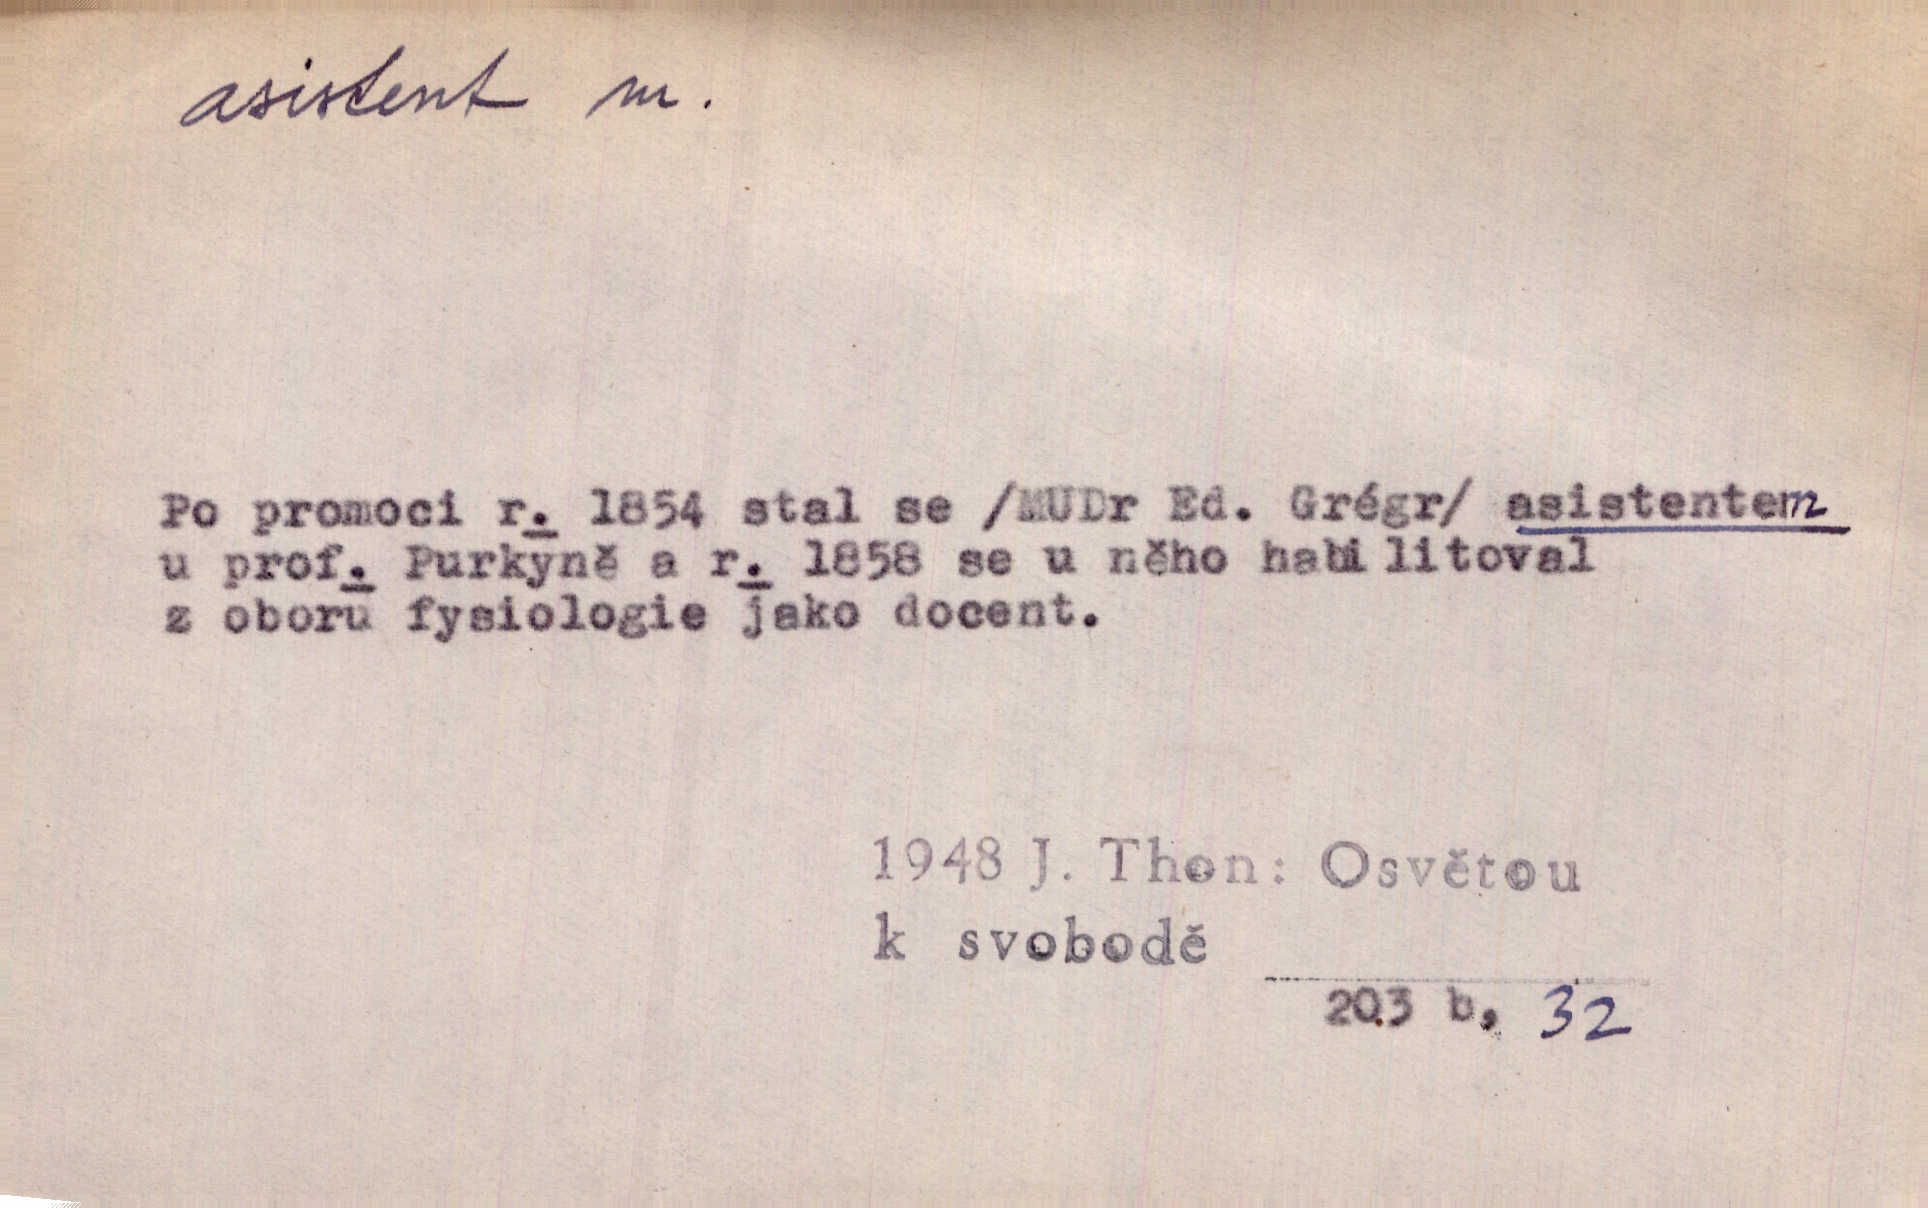 asistent m.
Po promoci r. 1854 stal se /MUDr Ed. Grégr/ asistentem
u prof. Purkyně a r. 1858 se u něho habilitoval
z oboru fysiologie jako docent.
1948 J. Thon: Osvětou
k svobodě
203 b, 32